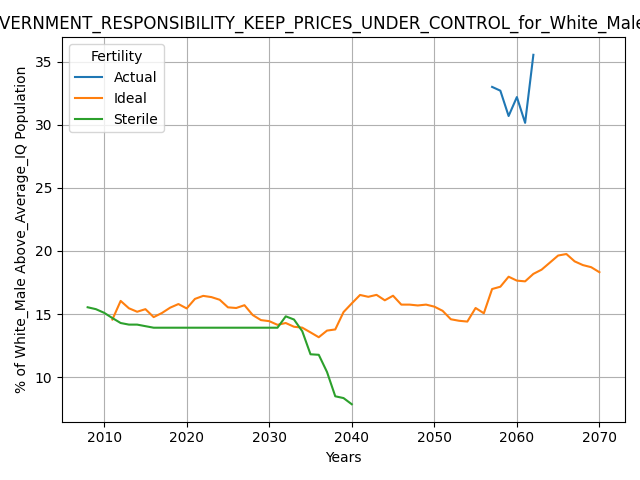 VERNMENT_RESPONSIBILITY_KEEP_PRICES_UNDER_CONTROL_for_White_Male
Fertility
Actual
Ideal
Sterile
% of White_Male Above_Average_IQ Population
35
30
25
20
15
10
2010 2020 2030 2040 2050 2060 2070
Years